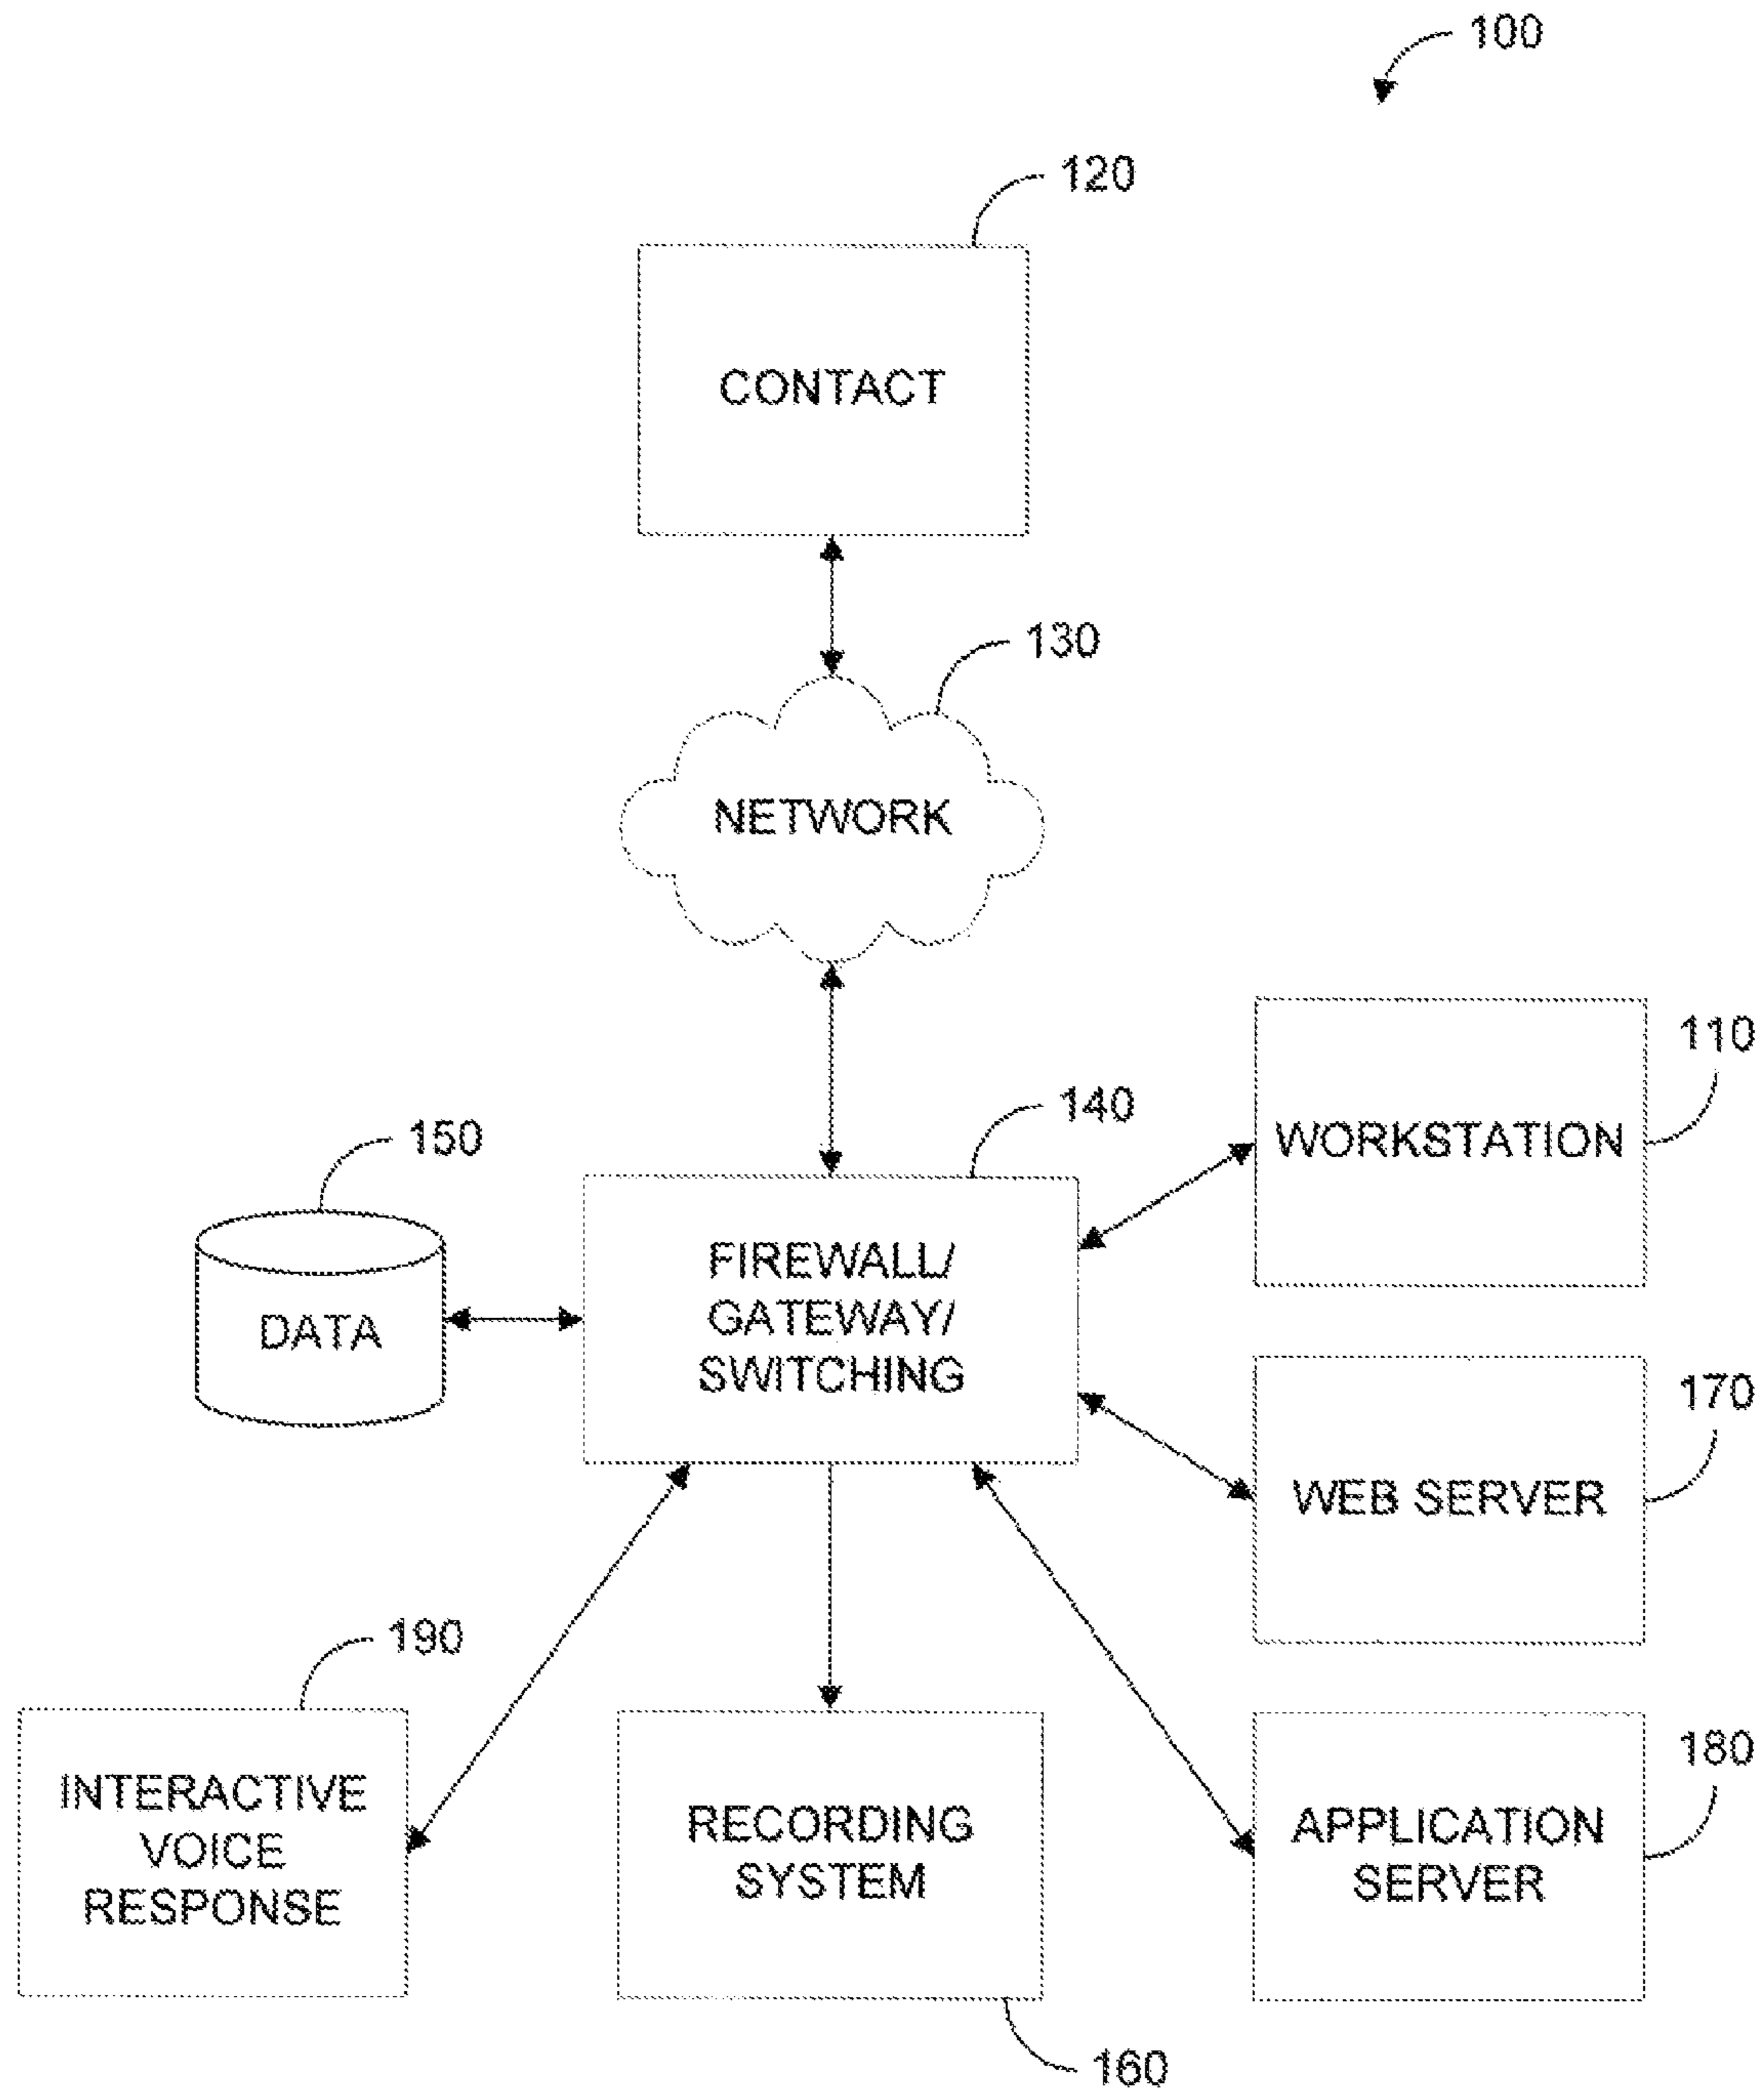 100
120
CONTACT
130
NETWORK
110
WORKSTATION
140
150
FIREWALL/
GATEWAY/
SWITCHING
DATA
170
WEB SERVER
190
INTERACTIVE
VOICE
RESPONSE
RECORDING
SYSTEM
180
APPLICATION
SERVER
160